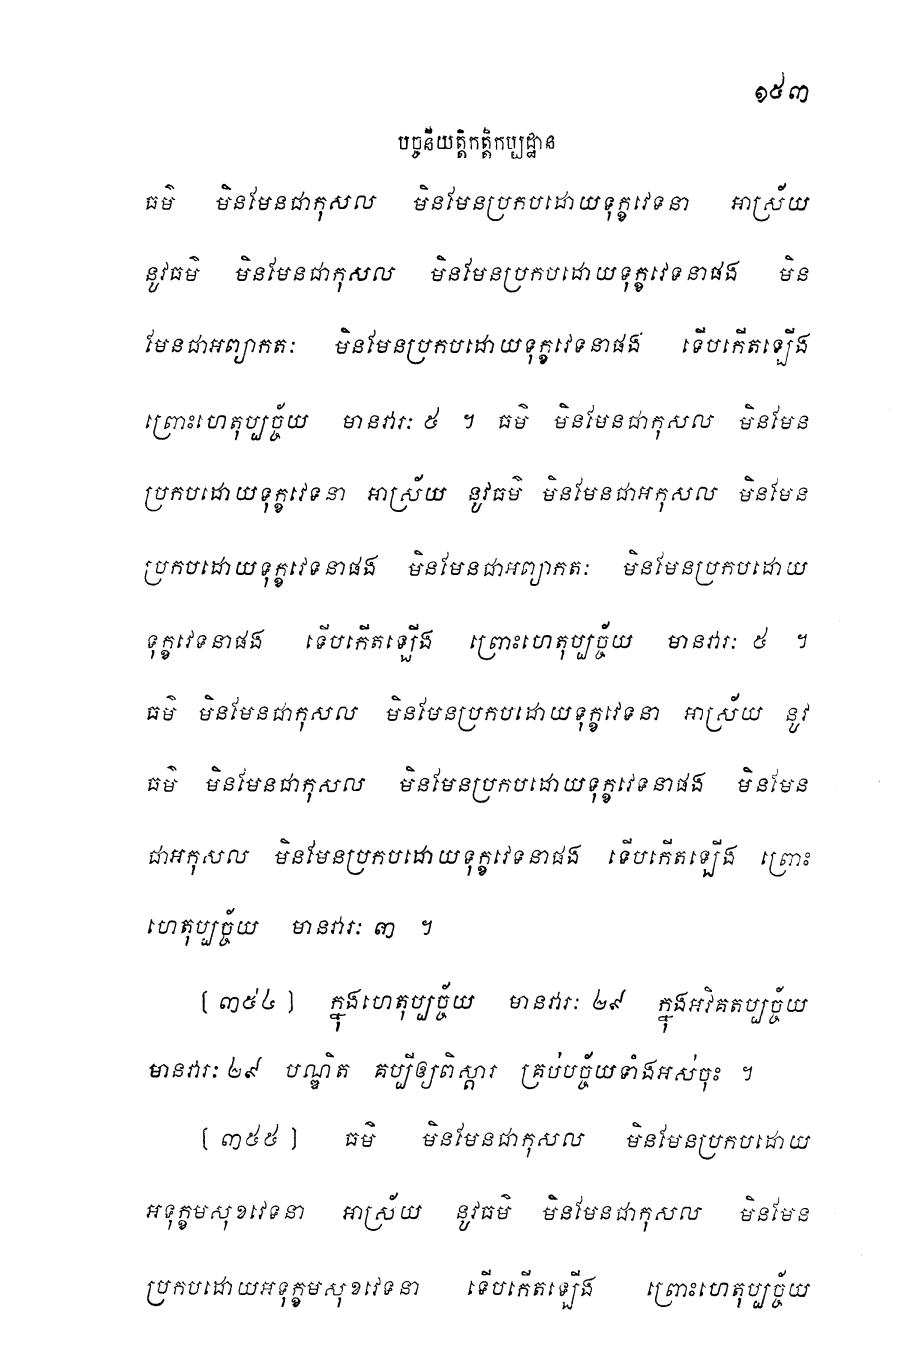 ១៥៣
បច្ចនីយត្តិកត្តិកប្បដ្ឋាន
ធម៌ មិនមែនជាកុសល មិនមែនប្រកបដោយទុក្ខវេទនា អាស្រ័យ
នូវធម៌ មិនមែនជាកុសល មិនមែនប្រកបដោយទុក្ខវេទនាផង មិន
មែនជាអព្យាកតៈ មិនមែនប្រកបដោយទុក្ខវេទនាផង ទើបកើតឡើង
ព្រោះហេតុប្បច្ច័យ មានវារៈ ៥ ។ ធម៌ មិនមែនជាកុសល មិនមែន
ប្រកបដោយទុក្ខវេទនា អាស្រ័យ នូវធម៌ មិនមែនជាអកុសល មិនមែន
ប្រកបដោយទុក្ខវេទនាផង មិនមែនជាអព្យាកតៈ មិនមែនប្រកបដោយ
ទុក្ខវេទនាផង ទើបកើតឡើង ព្រោះហេតុប្បច្ច័យ មានវារៈ ៥ ។
ធម៌ មិនមែនជាកុសល មិនមែនប្រកបដោយទុក្ខវេទនា អាស្រ័យ នូវ
ធម៌ មិនមែនជាកុសល មិនមែនប្រកបដោយទុក្ខវេទនាផង មិនមែន
ជាអកុសល មិនមែនប្រកបដោយទុក្ខវេទនាផង ទើបកើតឡើង ព្រោះ
ហេតុប្បច្ច័យ មានវារៈ ៣ ។
[ ៣៥៤ ] ក្នុងហេតុប្បច្ច័យ មានវារៈ ២៩ ក្នុងអវិគតប្បច្ច័យ
មានវារៈ ២៩ បណ្ឌិត គប្បីឲ្យពិស្តារ គ្រប់បច្ច័យទាំងអស់ចុះ ។
[ ៣៥៥ ] ធម៌ មិនមែនជាកុសល មិនមែនប្រកបដោយ
អទុក្ខមសុខវេទនា អាស្រ័យ នូវធម៌ មិនមែនជាកុសល មិនមែន
ប្រកបដោយអទុក្ខមសុខវេទនា ទើបកើតឡើង ព្រោះហេតុប្បច្ច័យ